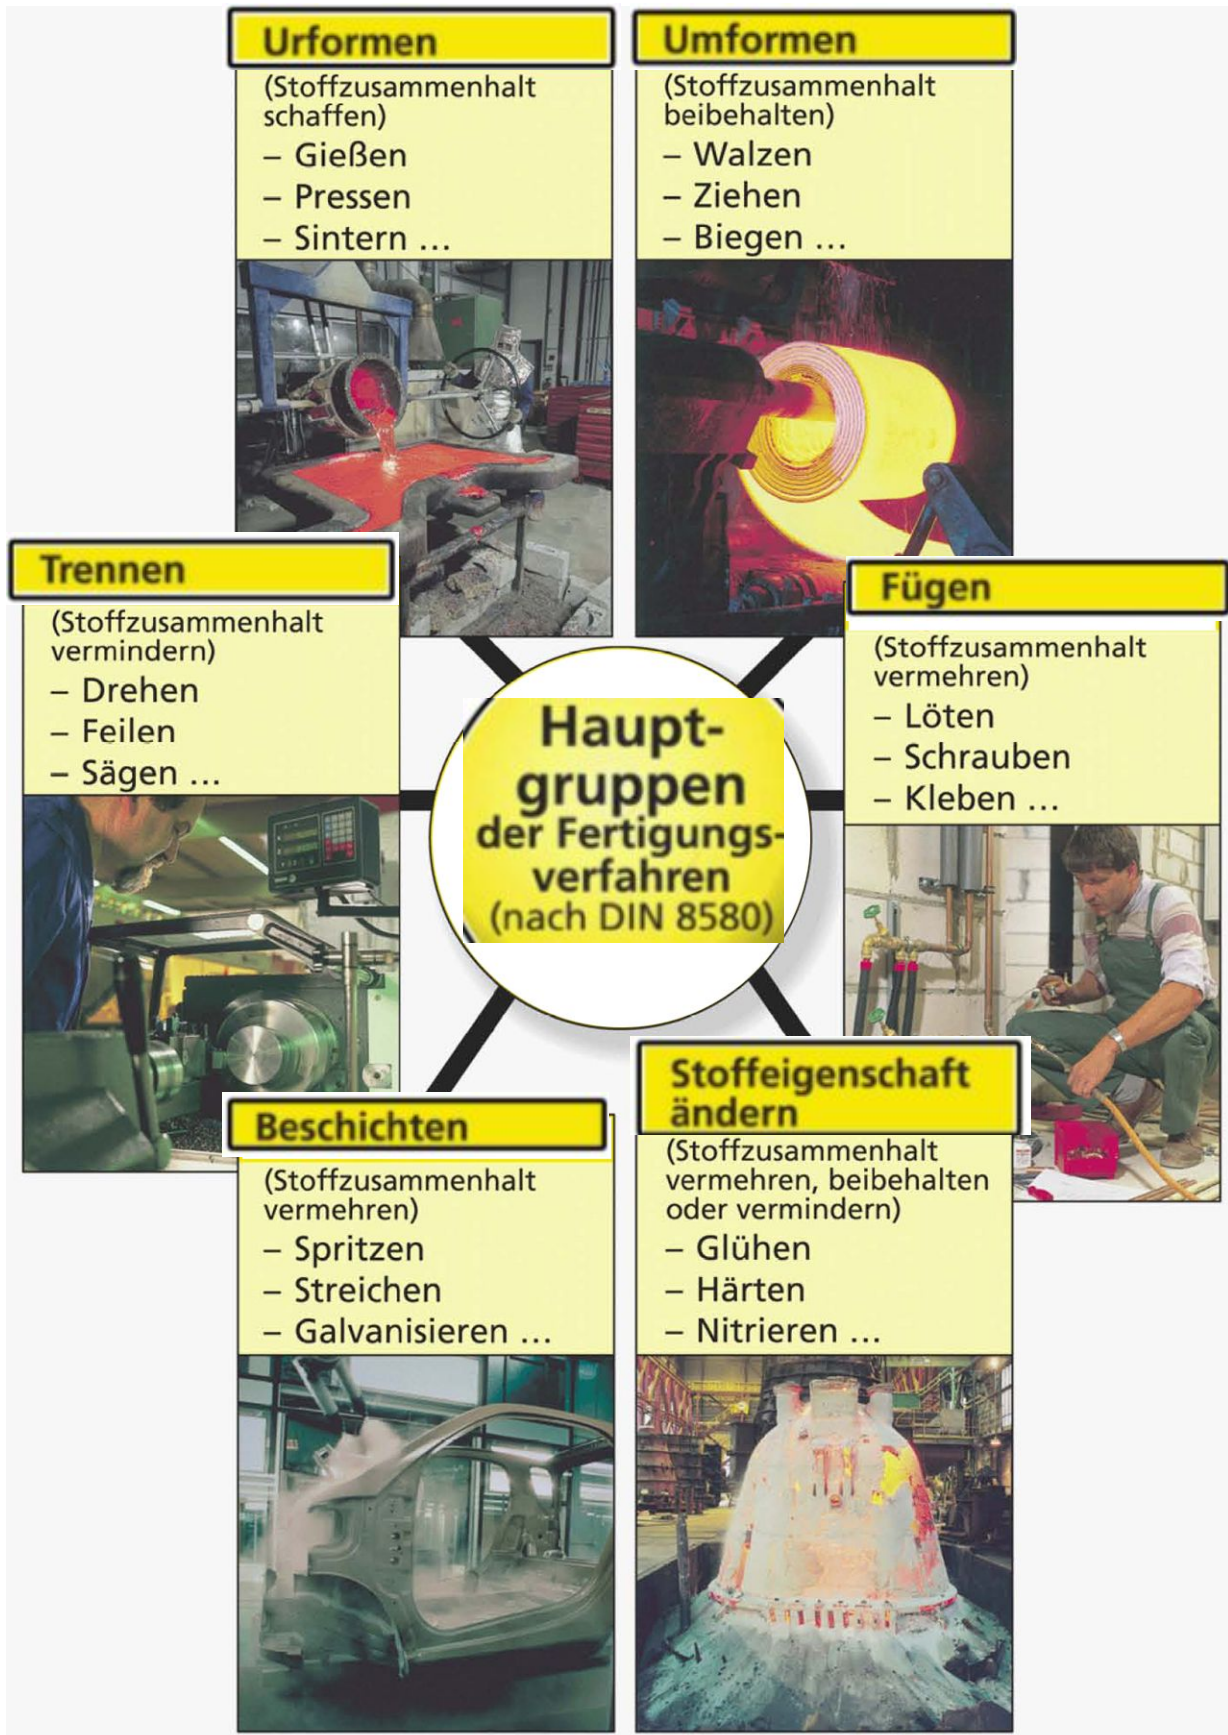 Urformen
(Stoffzusammenhalt
schaffen)
– Gießen
– Pressen
– Sintern ...
Umformen
(Stoffzusammenhalt
beibehalten)
– Walzen
– Ziehen
– Biegen ...
Trennen
(Stoffzusammenhalt
vermindern)
– Drehen
– Feilen
– Sägen ...
Haupt-
gruppen
der Fertigungs-
verfahren
(nach DIN 8580)
Fügen
(Stoffzusammenhalt
vermehren)
– Löten
– Schrauben
– Kleben ...
Beschichten
(Stoffzusammenhalt
vermehren)
– Spritzen
– Streichen
– Galvanisieren ...
Stoffeigenschaft
ändern
(Stoffzusammenhalt
vermehren, beibehalten
oder vermindern)
– Glühen
– Härten
– Nitrieren ...